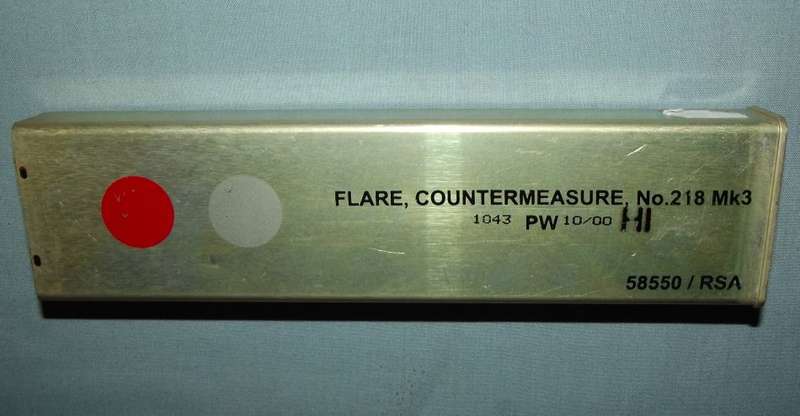 FLARE, COUNTERMEASURE, No.218 Mk3
1043 PW 10/00 HI
58550 / RSA